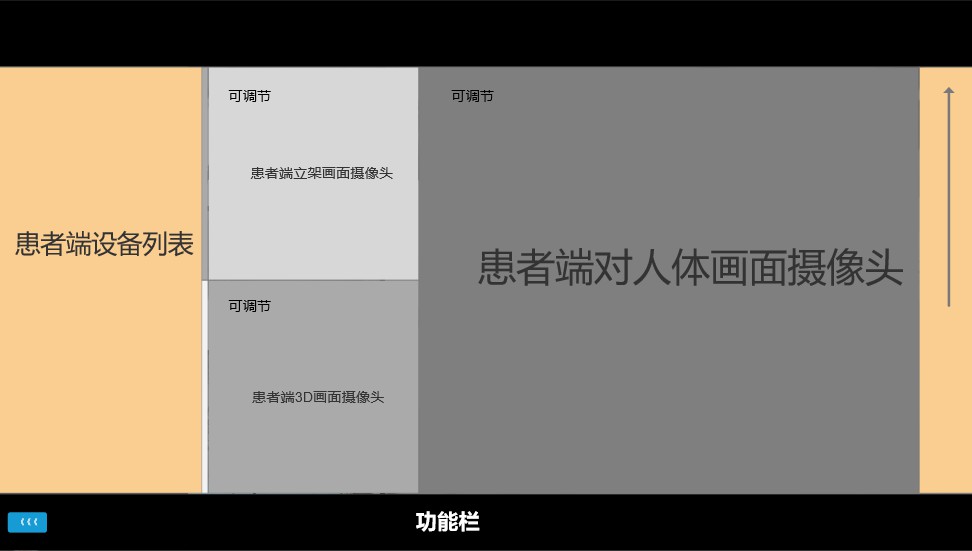 可调节
可调节
患者端立架画面摄像头
患者端设备列表
患者端对人体画面摄像头
可调节
患者端3D画面摄像头
功能栏